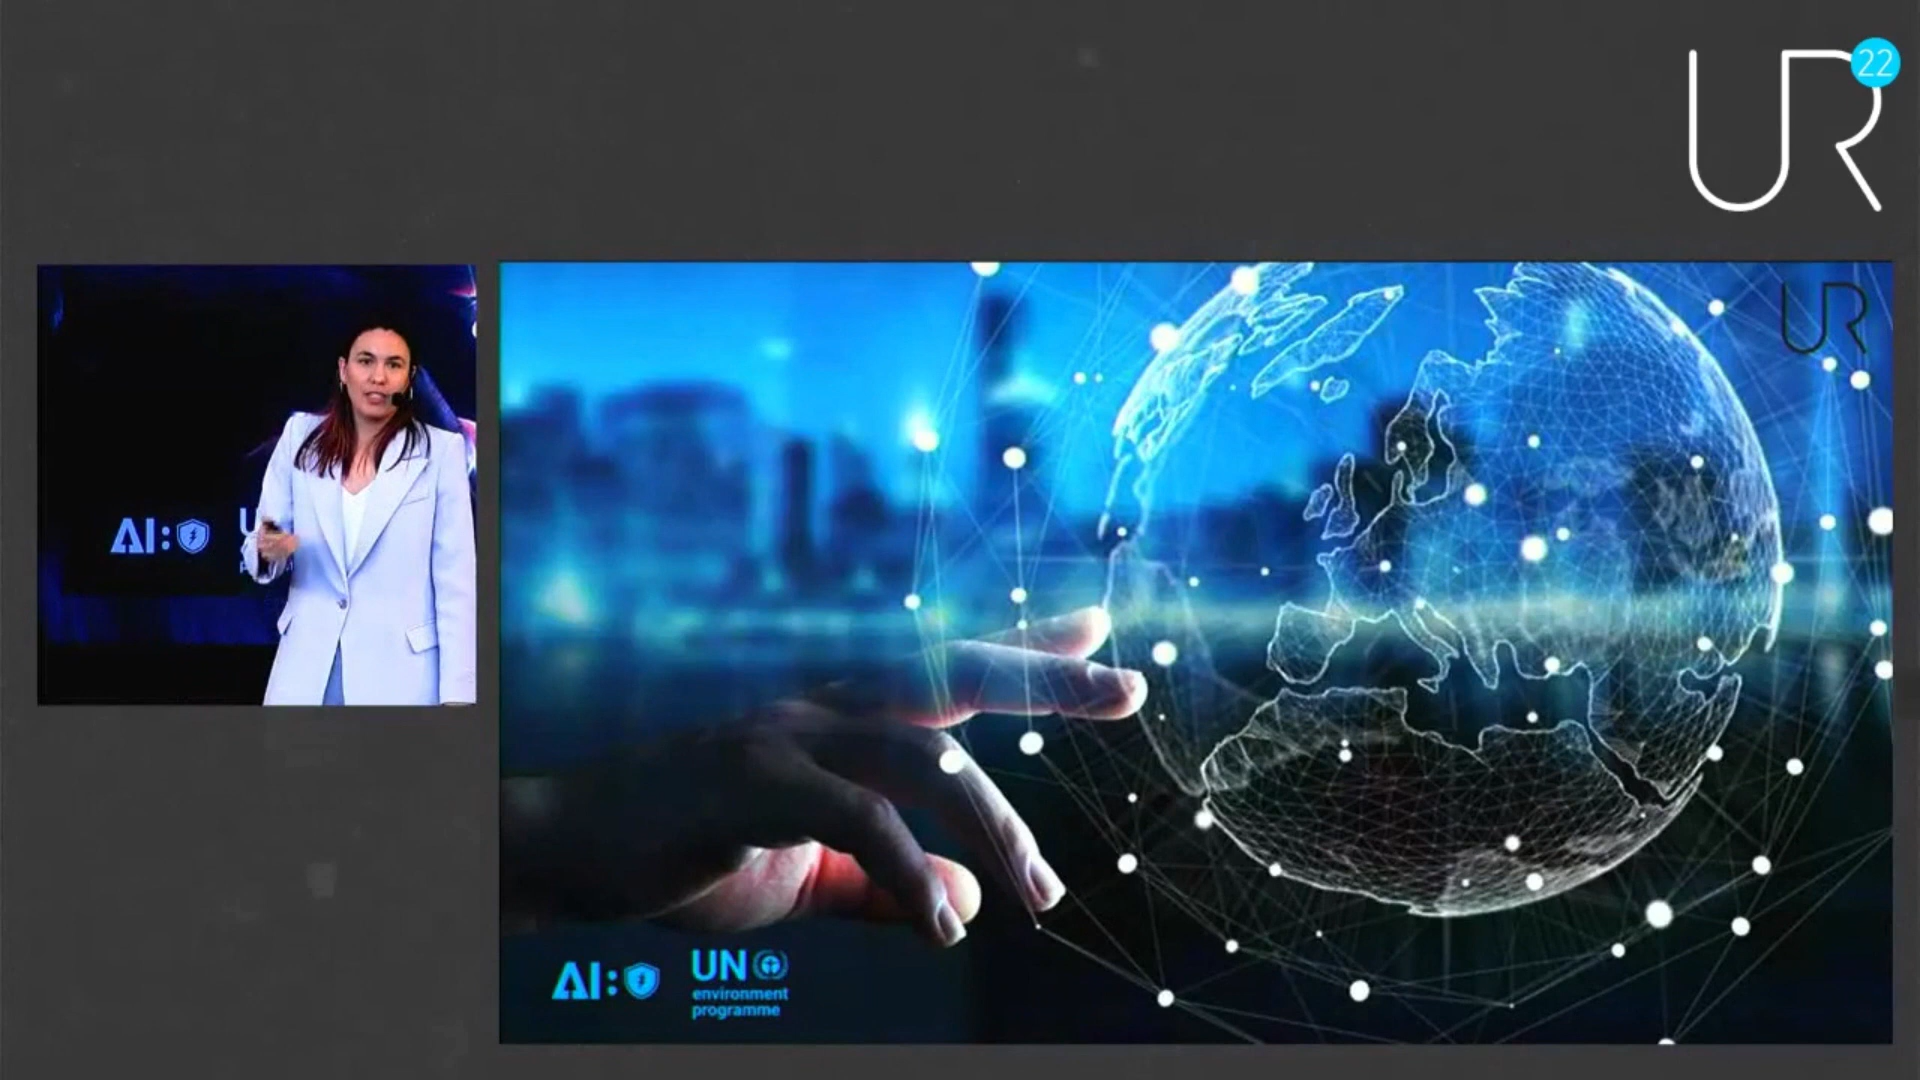 UR
22
UR
AI:
U
AI:
UN
environment
programme